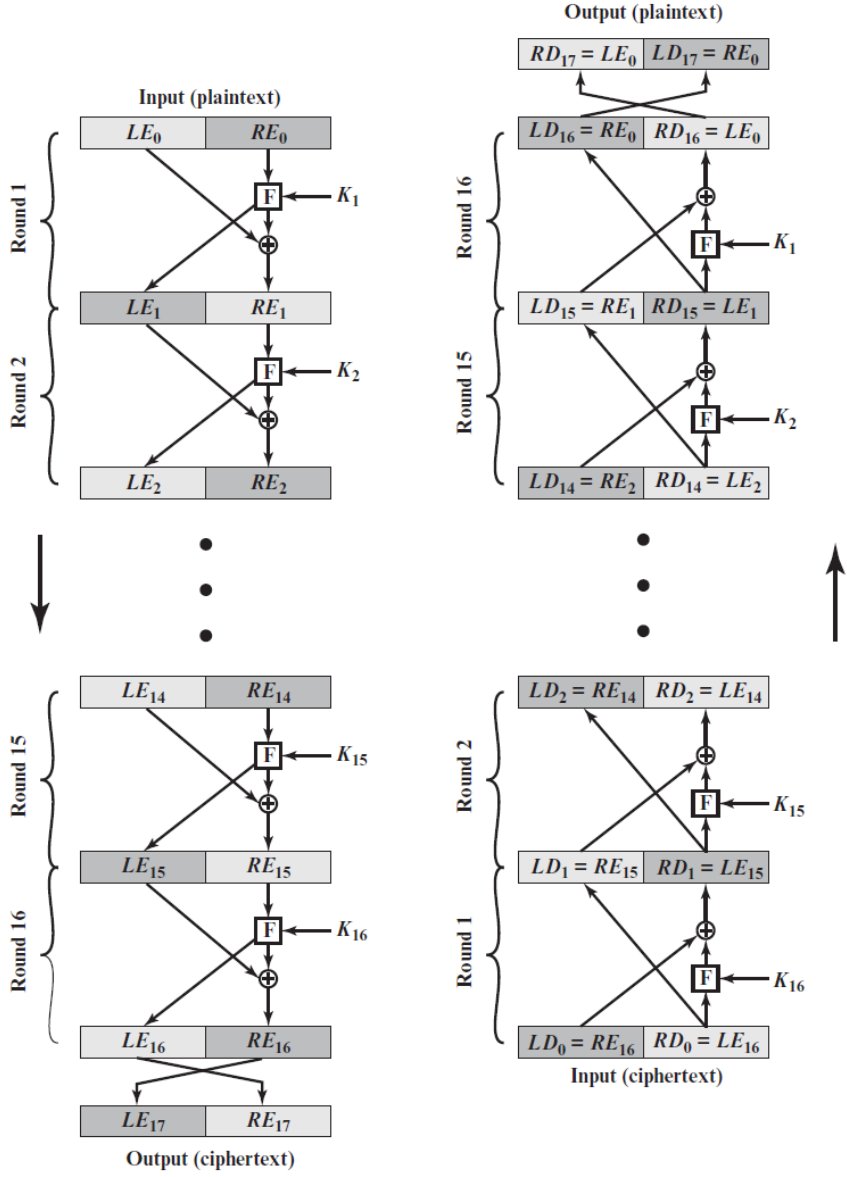 Input (plaintext)
LE₀ RE₀
Round 1
F
K₁
LE₁ RE₁
Round 2
F
K₂
LE₂ RE₂
LE₁₄ RE₁₄
Round 15
F
K₁₅
LE₁₅ RE₁₅
Round 16
F
K₁₆
LE₁₆ RE₁₆
LE₁₇ RE₁₇
Output (ciphertext)
Output (plaintext)
RD₁₇ = LE₀ LD₁₇ = RE₀
LD₁₆ = RE₀ RD₁₆ = LE₀
Round 16
F
K₁
LD₁₅ = RE₁ RD₁₅ = LE₁
Round 15
F
K₂
LD₁₄ = RE₂ RD₁₄ = LE₂
LD₂ = RE₁₄ RD₂ = LE₁₄
Round 2
F
K₁₅
LD₁ = RE₁₅ RD₁ = LE₁₅
Round 1
F
K₁₆
LD₀ = RE₁₆ RD₀ = LE₁₆
Input (ciphertext)